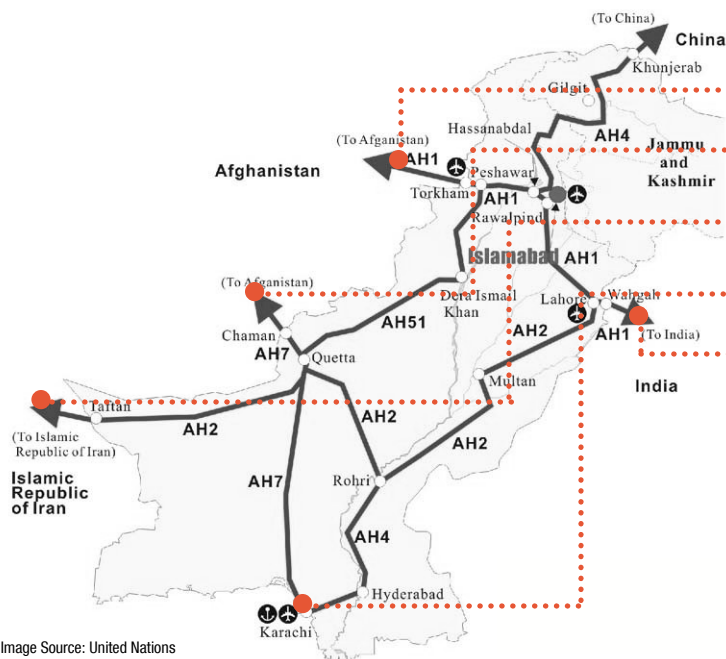 (To China)
China
Khunjerab
Gilgit
Hassanabdal
AH4
(To Afganistan)
Jammu
and
Kashmir
AH1
Afghanistan
Peshawar
Torkham
AH1
Rawalpind
Islamabad
AH1
(To Afganistan)
Dera Ismail
Khan
Lahore
Wahgah
AH51
AH2
AH1
(To India)
Chaman
AH7
Quetta
India
Multan
Taftan
AH2
AH2
AH2
(To Islamic
Republic of Iran)
Islamic
Republic
of Iran
AH7
Rohri
AH4
Hyderabad
Karachi
Image Source: United Nations